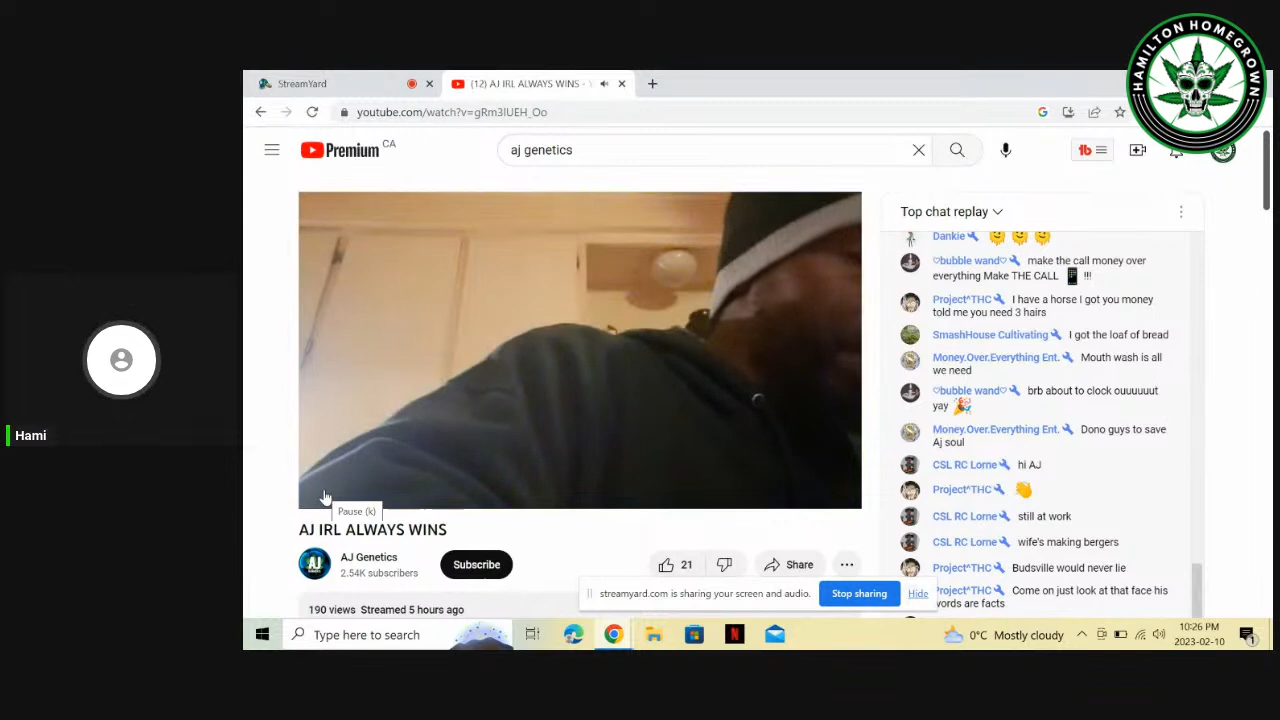 HAMILTON HOMEGROWN
StreamYard
(12) AJ IRL ALWAYS WINS -
youtube.com/watch?v=gRm3lUEH_Oo
Premium CA
aj genetics
Top chat replay
Dankie
♡bubble wand♡ make the call money over
everything Make THE CALL 📱 !!!
Project^THC I have a horse I got you money
told me you need 3 hairs
SmashHouse Cultivating I got the loaf of bread
Money.Over.Everything Ent. Mouth wash is all
we need
♡bubble wand♡ brb about to clock ouuuuuut
yay 🎉
Money.Over.Everything Ent. Dono guys to save
Aj soul
CSL RC Lorne hi AJ
Project^THC 👋
CSL RC Lorne still at work
CSL RC Lorne wife's making bergers
Project^THC Budsville would never lie
Project^THC Come on just look at that face his
words are facts
Hami
Pause (k)
AJ IRL ALWAYS WINS
AJ Genetics
2.54K subscribers
Subscribe
21
Share
streamyard.com is sharing your screen and audio.
Stop sharing
Hide
190 views Streamed 5 hours ago
Type here to search
0°C Mostly cloudy
10:26 PM
2023-02-10